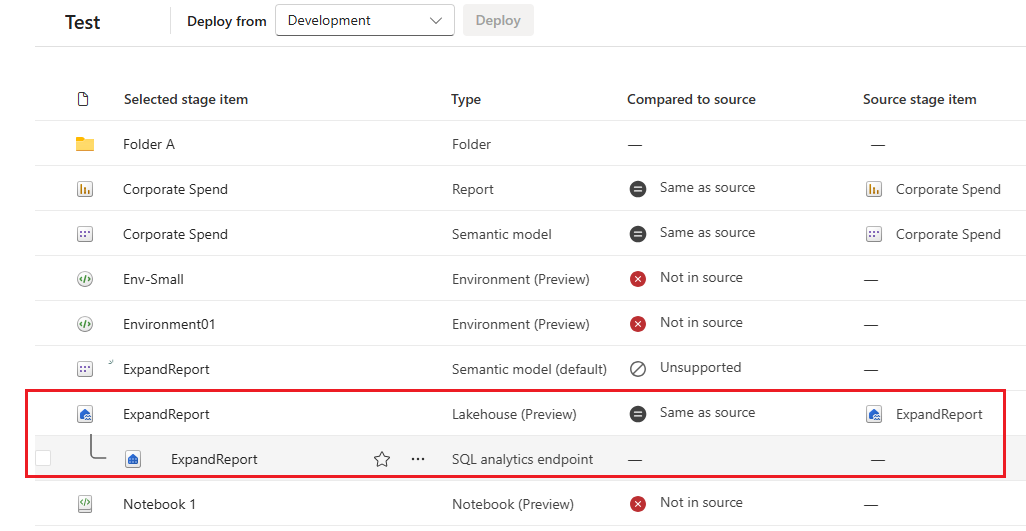 Test Deploy from Development Deploy
Selected stage item Type Compared to source Source stage item
Folder A Folder — —
Corporate Spend Report Same as source Corporate Spend
Corporate Spend Semantic model Same as source Corporate Spend
Env-Small Environment (Preview) Not in source —
Environment01 Environment (Preview) Not in source —
ExpandReport Semantic model (default) Unsupported —
ExpandReport Lakehouse (Preview) Same as source ExpandReport
ExpandReport ... SQL analytics endpoint — —
Notebook 1 Notebook (Preview) Not in source —